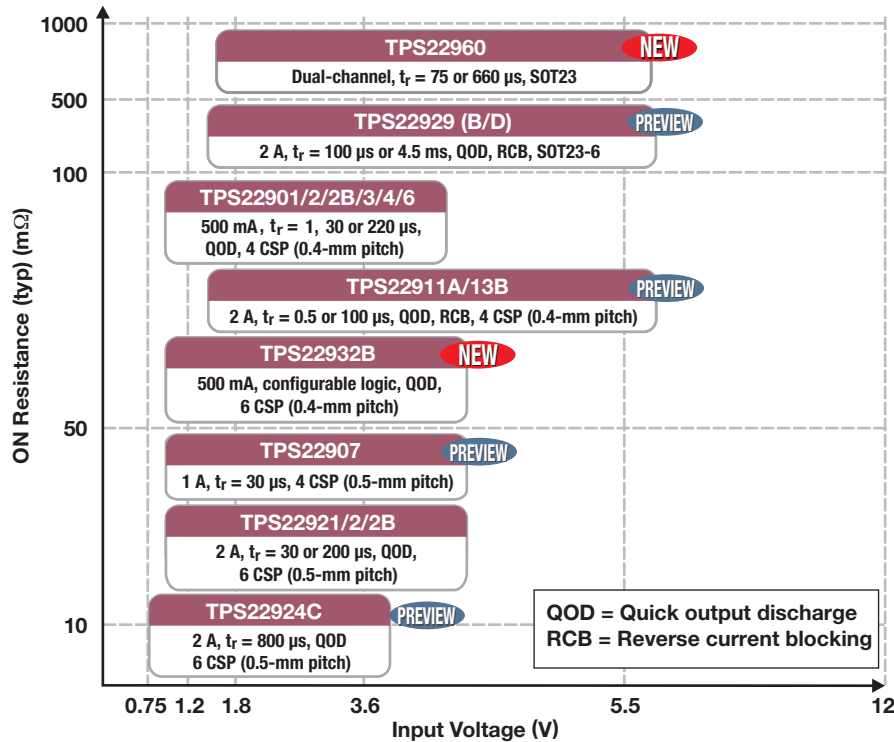 1000
TPS22960
NEW
Dual-channel, tr = 75 or 660 µs, SOT23
500
TPS22929 (B/D)
PREVIEW
2 A, tr = 100 µs or 4.5 ms, QOD, RCB, SOT23-6
100
TPS22901/2/2B/3/4/6
500 mA, tr = 1, 30 or 220 µs,
QOD, 4 CSP (0.4-mm pitch)
TPS22911A/13B
PREVIEW
2 A, tr = 0.5 or 100 µs, QOD, RCB, 4 CSP (0.4-mm pitch)
TPS22932B
NEW
500 mA, configurable logic, QOD,
6 CSP (0.4-mm pitch)
50
TPS22907
PREVIEW
1 A, tr = 30 µs, 4 CSP (0.5-mm pitch)
TPS22921/2/2B
2 A, tr = 30 or 200 µs, QOD,
6 CSP (0.5-mm pitch)
TPS22924C
PREVIEW
10
2 A, tr = 800 µs, QOD
6 CSP (0.5-mm pitch)
QOD = Quick output discharge
RCB = Reverse current blocking
ON Resistance (typ) (mΩ)
0.75 1.2 1.8 3.6 5.5 12
Input Voltage (V)